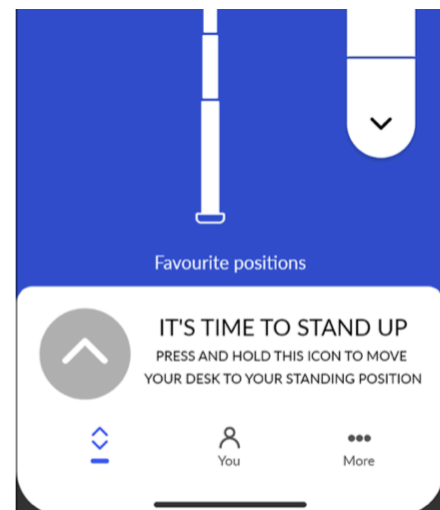 Favourite positions
IT'S TIME TO STAND UP
PRESS AND HOLD THIS ICON TO MOVE
YOUR DESK TO YOUR STANDING POSITION
You
More